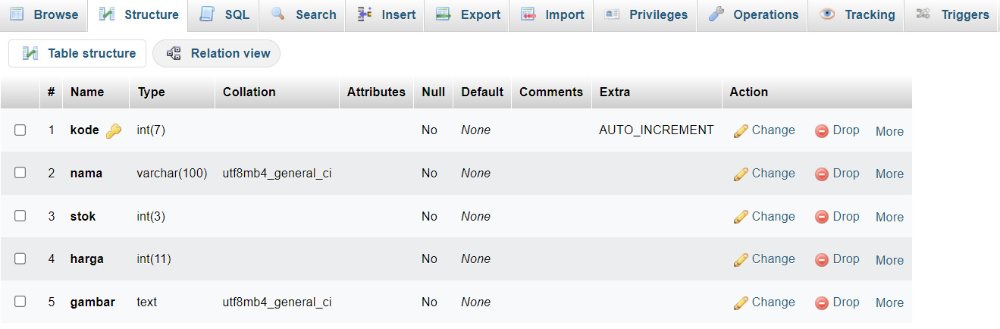 Browse Structure SQL Search Insert Export Import Privileges Operations Tracking Triggers
Table structure Relation view
# Name Type Collation Attributes Null Default Comments Extra Action
1 kode int(7) No None AUTO_INCREMENT Change Drop More
2 nama varchar(100) utf8mb4_general_ci No None Change Drop More
3 stok int(3) No None Change Drop More
4 harga int(11) No None Change Drop More
5 gambar text utf8mb4_general_ci No None Change Drop More